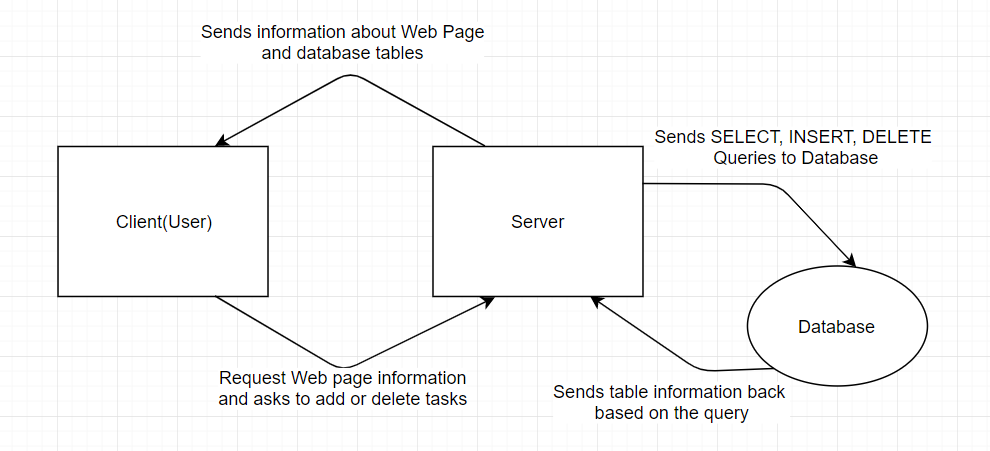 Sends information about Web Page
and database tables
Sends SELECT, INSERT, DELETE
Queries to Database
Client(User)
Server
Database
Request Web page information
and asks to add or delete tasks
Sends table information back
based on the query